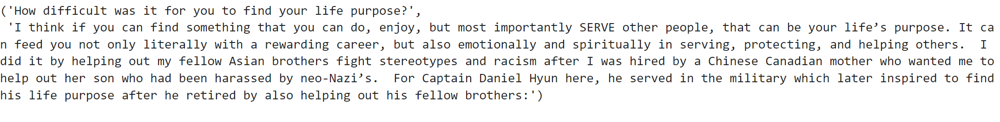 ('How difficult was it for you to find your life purpose?',
 'I think if you can find something that you can do, enjoy, but most importantly SERVE other people, that can be your life’s purpose. It ca
n feed you not only literally with a rewarding career, but also emotionally and spiritually in serving, protecting, and helping others.  I
did it by helping out my fellow Asian brothers fight stereotypes and racism after I was hired by a Chinese Canadian mother who wanted me to
help out her son who had been harassed by neo-Nazi’s.  For Captain Daniel Hyun here, he served in the military which later inspired to find
his life purpose after he retired by also helping out his fellow brothers:')